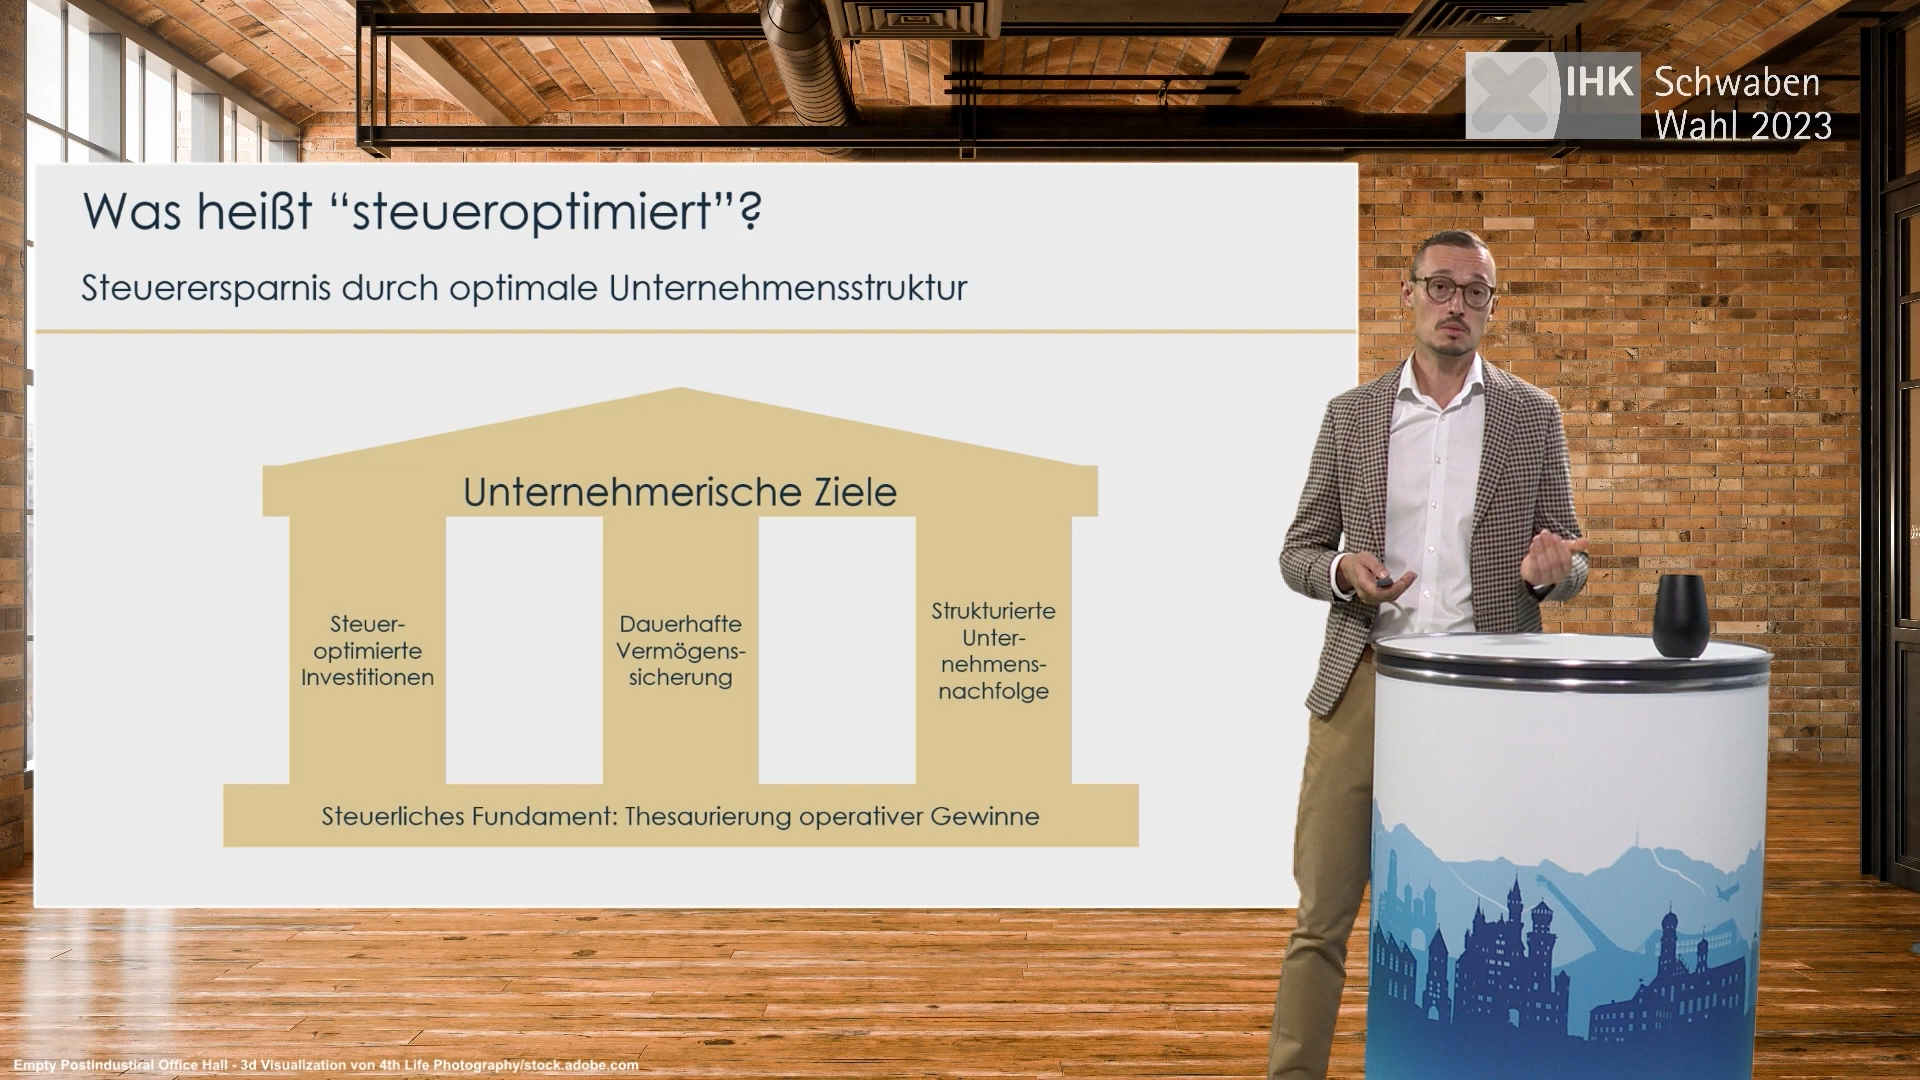 IHK Schwaben
Wahl 2023
Was heißt “steueroptimiert”?
Steuerersparnis durch optimale Unternehmensstruktur
Unternehmerische Ziele
Steuer-
optimierte
Investitionen
Dauerhafte
Vermögens-
sicherung
Strukturierte
Unter-
nehmens-
nachfolge
Steuerliches Fundament: Thesaurierung operativer Gewinne
Empty Postindustiral Office Hall - 3d Visualization von 4th Life Photography/stock.adobe.com